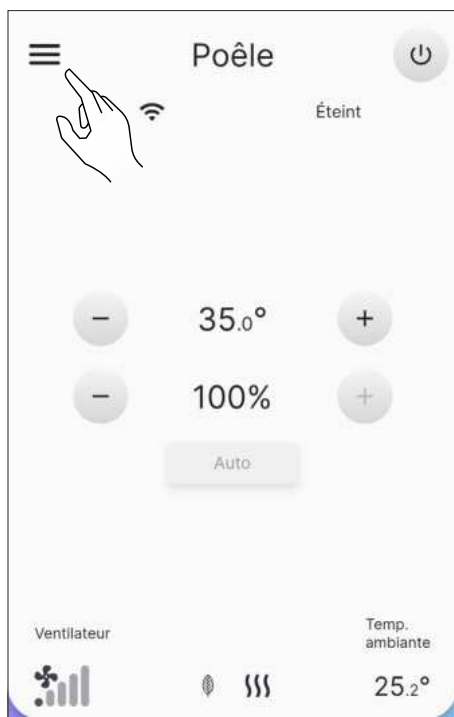 Poêle
Éteint
− 35.0° +
− 100% +
Auto
Ventilateur
Temp.
ambiante
25.2°